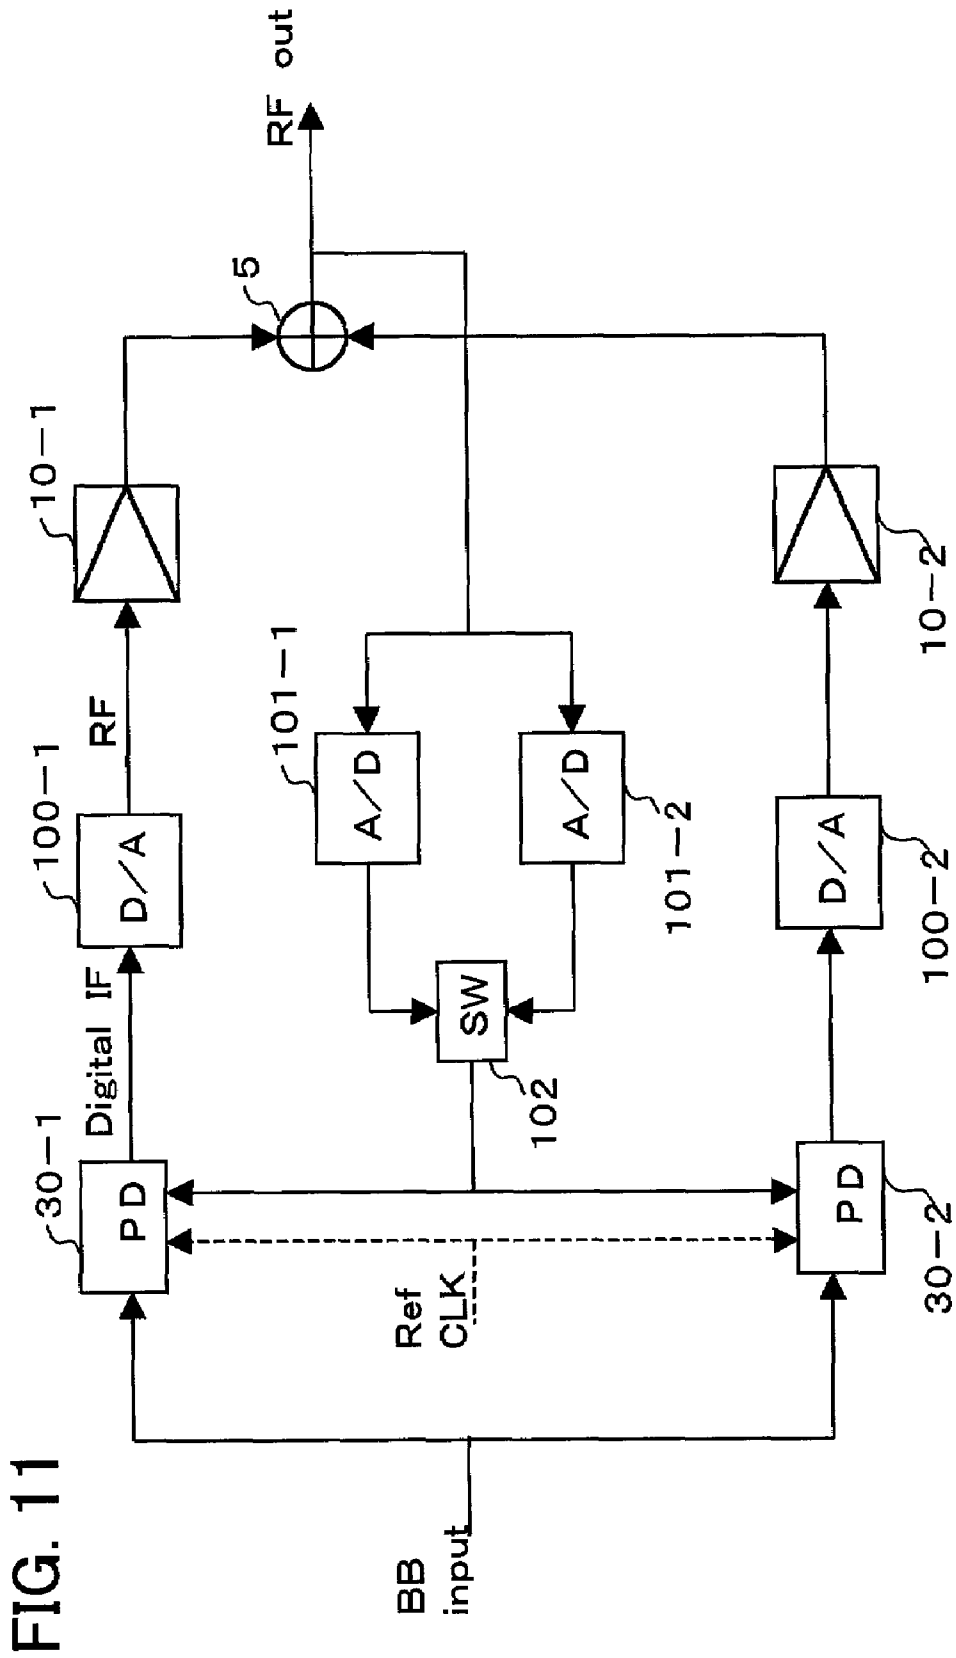 FIG. 11
BB
input
30-1
PD
Digital IF
100-1
D/A
RF
10-1
5
RF out
Ref
CLK
102
SW
101-1
A/D
A/D
101-2
30-2
PD
100-2
D/A
10-2